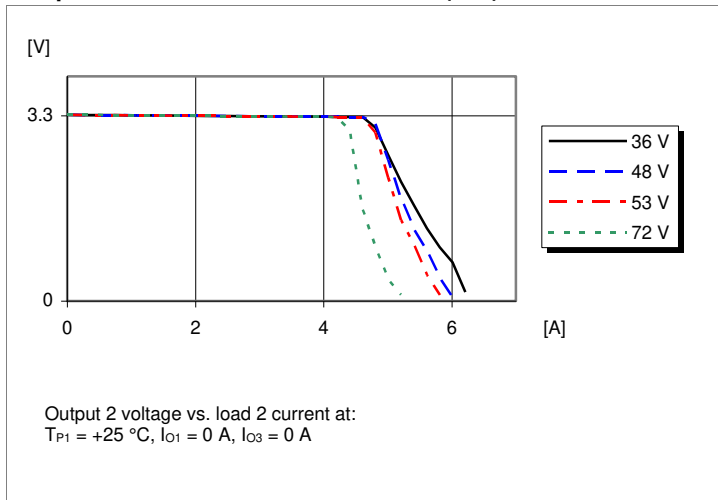 [V]
3.3
0
0 2 4 6 [A]
36 V
48 V
53 V
72 V
Output 2 voltage vs. load 2 current at:
TP1 = +25 °C, IO1 = 0 A, IO3 = 0 A